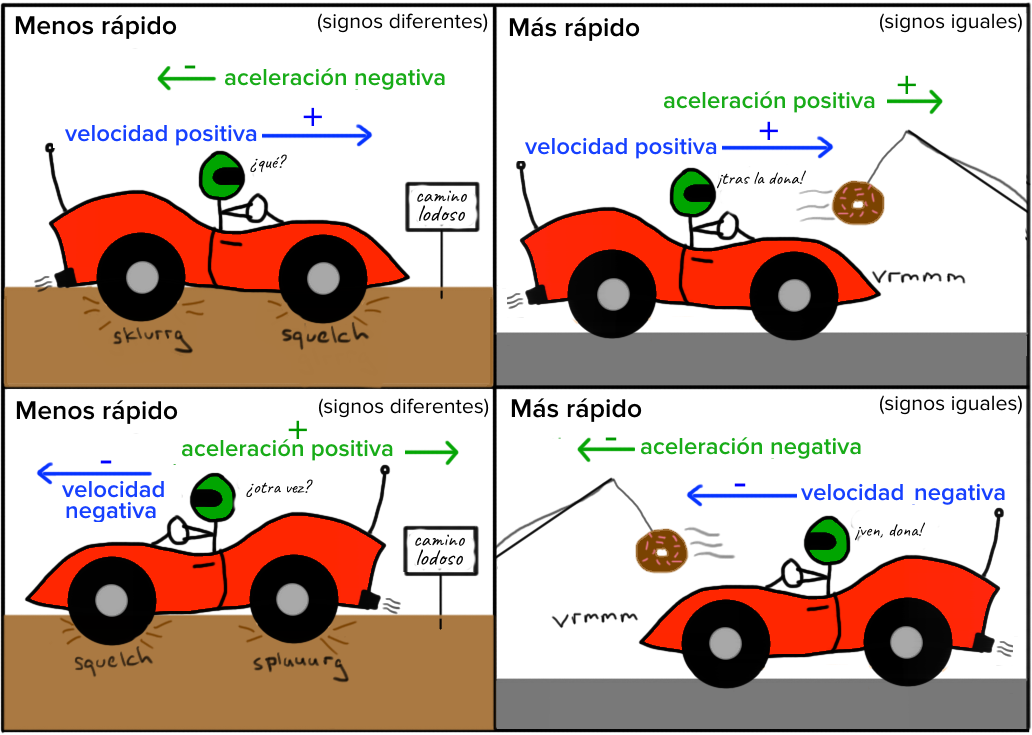 Menos rápido
(signos diferentes)
- aceleración negativa
+
velocidad positiva
¿qué?
camino
lodoso
sklurrg
squelch
Más rápido
(signos iguales)
+
aceleración positiva
+
velocidad positiva
¡tras la dona!
vrmmm
Menos rápido
(signos diferentes)
+
aceleración positiva
-
velocidad
negativa
¿otra vez?
camino
lodoso
squelch
spluuurg
Más rápido
(signos iguales)
- aceleración negativa
-
velocidad negativa
¡ven, dona!
vrmmm